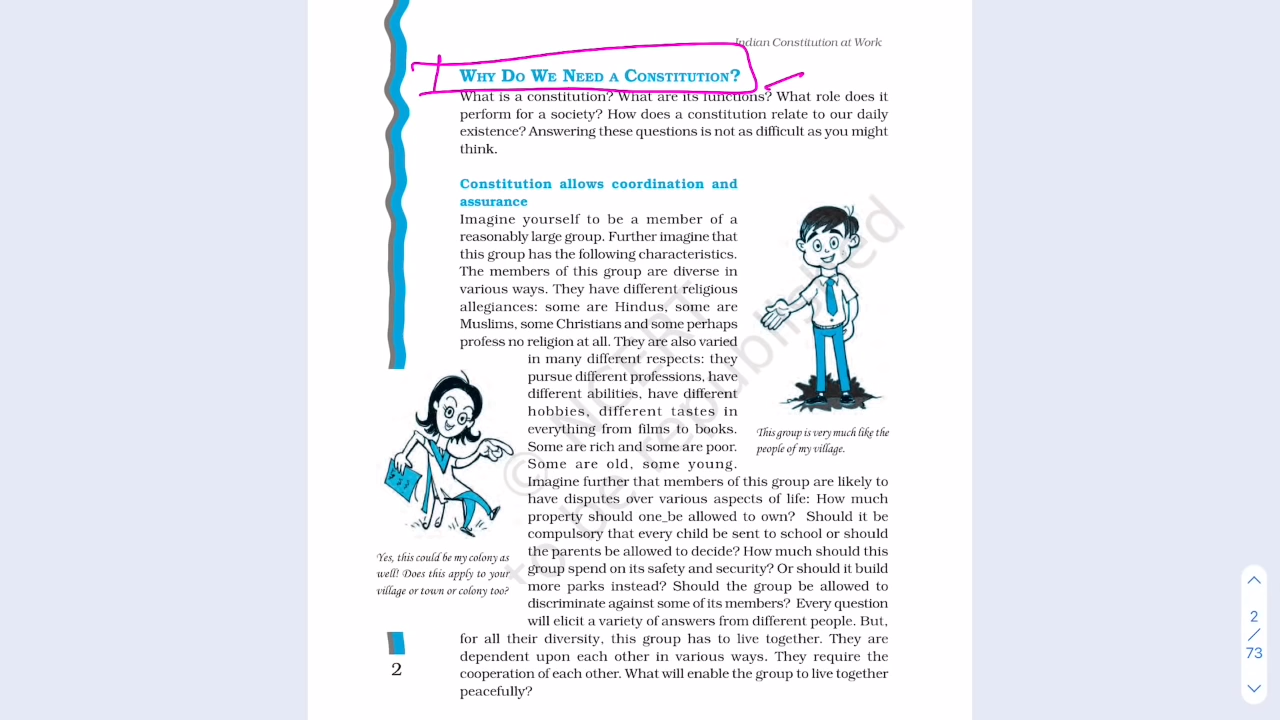 Indian Constitution at Work
WHY DO WE NEED A CONSTITUTION?
What is a constitution? What are its functions? What role does it
perform for a society? How does a constitution relate to our daily
existence? Answering these questions is not as difficult as you might
think.
Constitution allows coordination and
assurance
Imagine yourself to be a member of a
reasonably large group. Further imagine that
this group has the following characteristics.
The members of this group are diverse in
various ways. They have different religious
allegiances: some are Hindus, some are
Muslims, some Christians and some perhaps
profess no religion at all. They are also varied
in many different respects: they
pursue different professions, have
different abilities, have different
hobbies, different tastes in
everything from films to books.
Some are rich and some are poor.
Some are old, some young.
Imagine further that members of this group are likely to
have disputes over various aspects of life: How much
property should one_be allowed to own? Should it be
compulsory that every child be sent to school or should
the parents be allowed to decide? How much should this
group spend on its safety and security? Or should it build
more parks instead? Should the group be allowed to
discriminate against some of its members? Every question
will elicit a variety of answers from different people. But,
for all their diversity, this group has to live together. They are
dependent upon each other in various ways. They require the
cooperation of each other. What will enable the group to live together
peacefully?
This group is very much like the
people of my village.
Yes, this could be my colony as
well! Does this apply to your
village or town or colony too?
© NCERT
to be republished
2
2
/
73